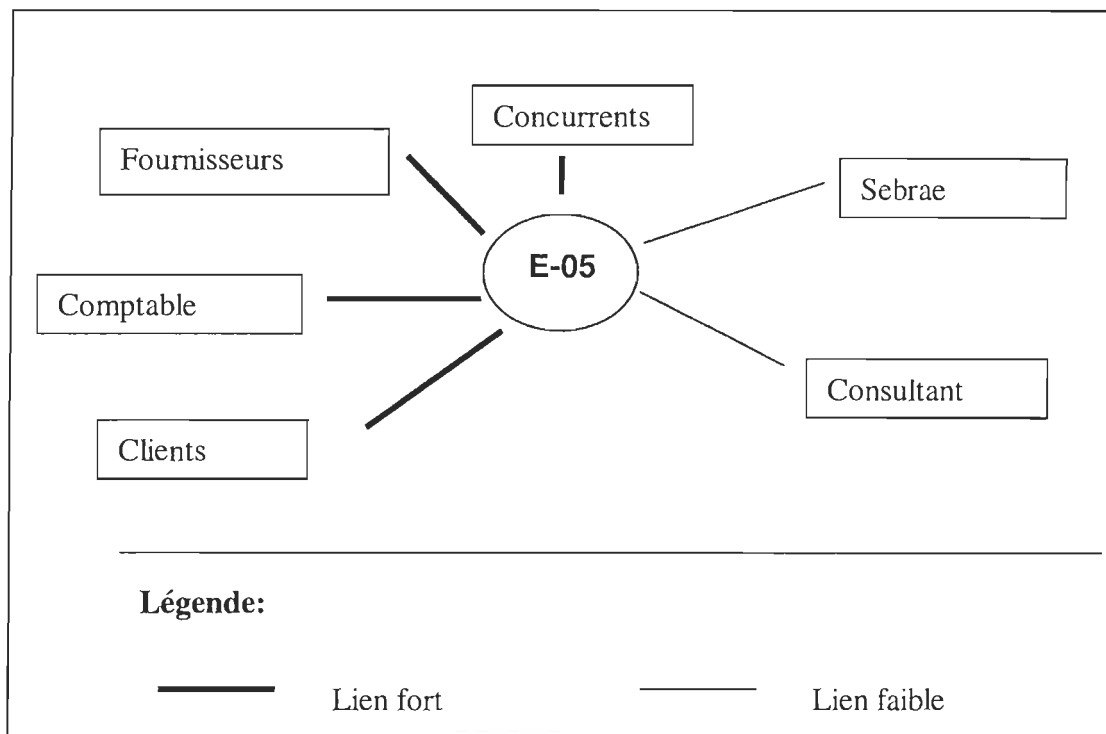 Concurrents
Fournisseurs
Sebrae
E-05
Comptable
Consultant
Clients
Légende:
Lien fort
Lien faible